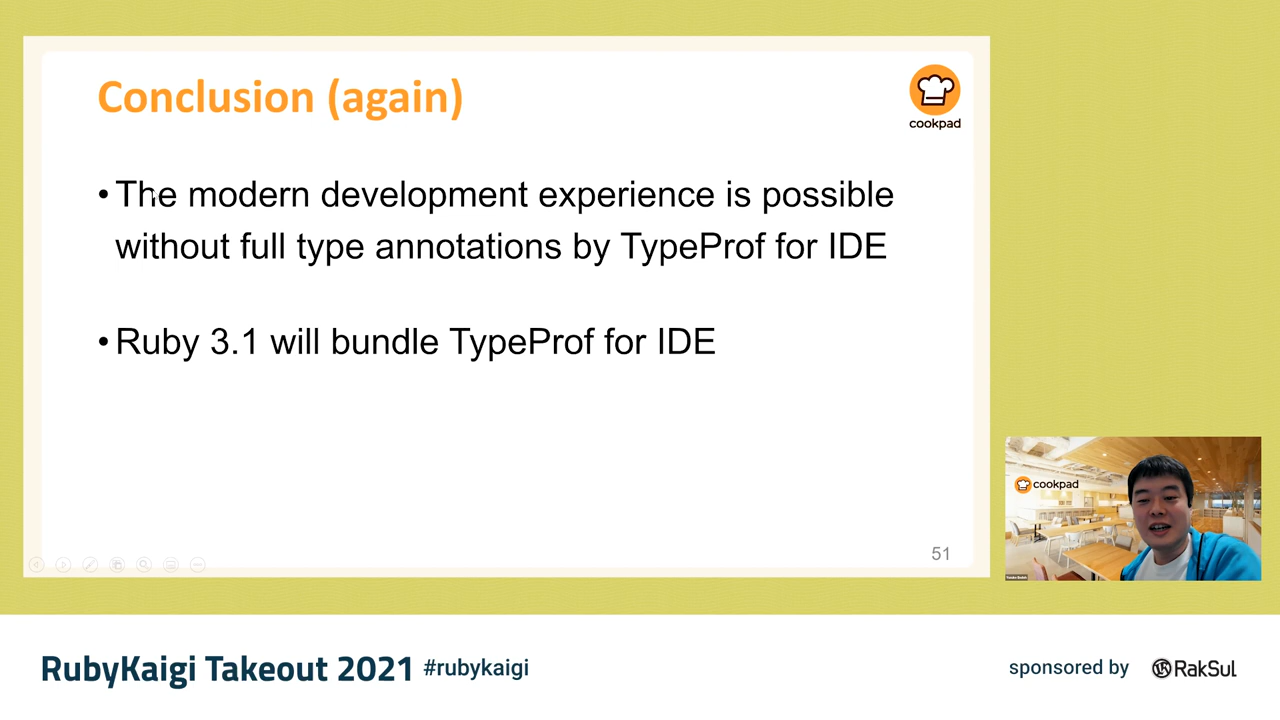 Conclusion (again)
cookpad
• The modern development experience is possible
without full type annotations by TypeProf for IDE
• Ruby 3.1 will bundle TypeProf for IDE
51
cookpad
RubyKaigi Takeout 2021 #rubykaigi
sponsored by RakSul